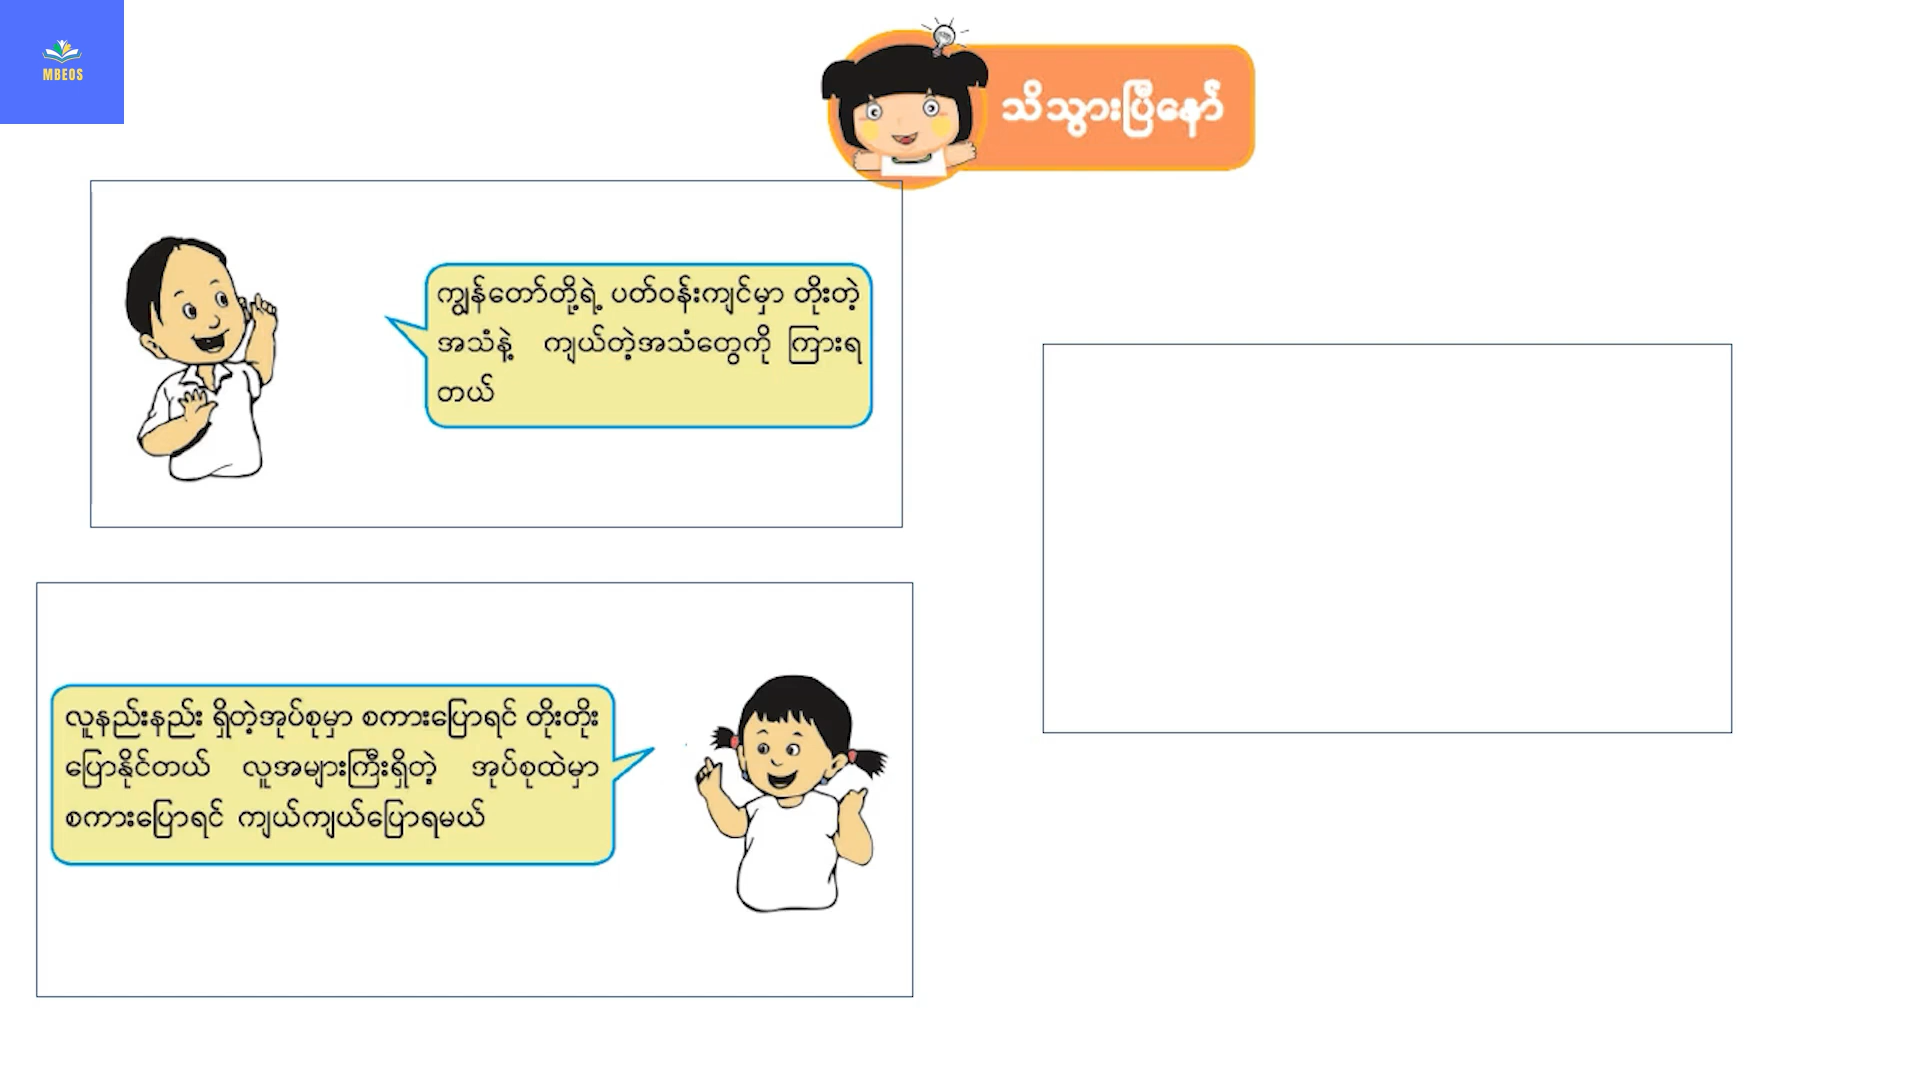 MBEOS
သိသွားပြီနော်
ကျွန်တော်တို့ရဲ့ ပတ်ဝန်းကျင်မှာ တိုးတဲ့
အသံနဲ့ ကျယ်တဲ့အသံတွေကို ကြားရ
တယ်
လူနည်းနည်း ရှိတဲ့အုပ်စုမှာ စကားပြောရင် တိုးတိုး
ပြောနိုင်တယ် လူအများကြီးရှိတဲ့ အုပ်စုထဲမှာ
စကားပြောရင် ကျယ်ကျယ်ပြောရမယ်